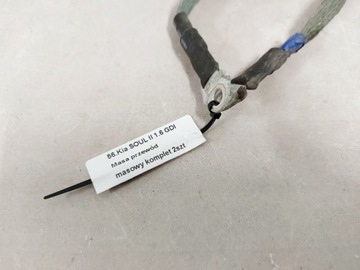 56.Kia SOUL II 1.6 GDI
Masa przewód
masowy komplet 2szt